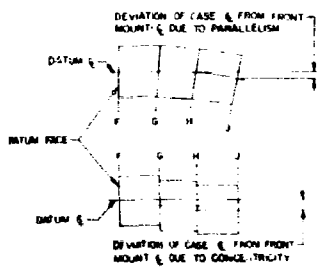 DEVIATION OF CASE ℄ FROM FRONT
MOUNT ℄ DUE TO PARALLELISM
DATUM ℄
F
G
H
J
DATUM FACE
F G H J
DATUM ℄
DEVIATION OF CASE ℄ FROM FRONT
MOUNT ℄ DUE TO CONCENTRICITY